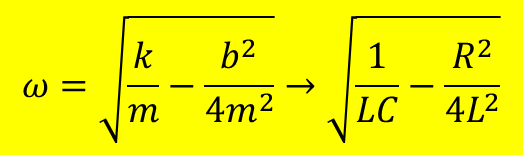 ω = √(k/m − b²/4m²) → √(1/LC − R²/4L²)